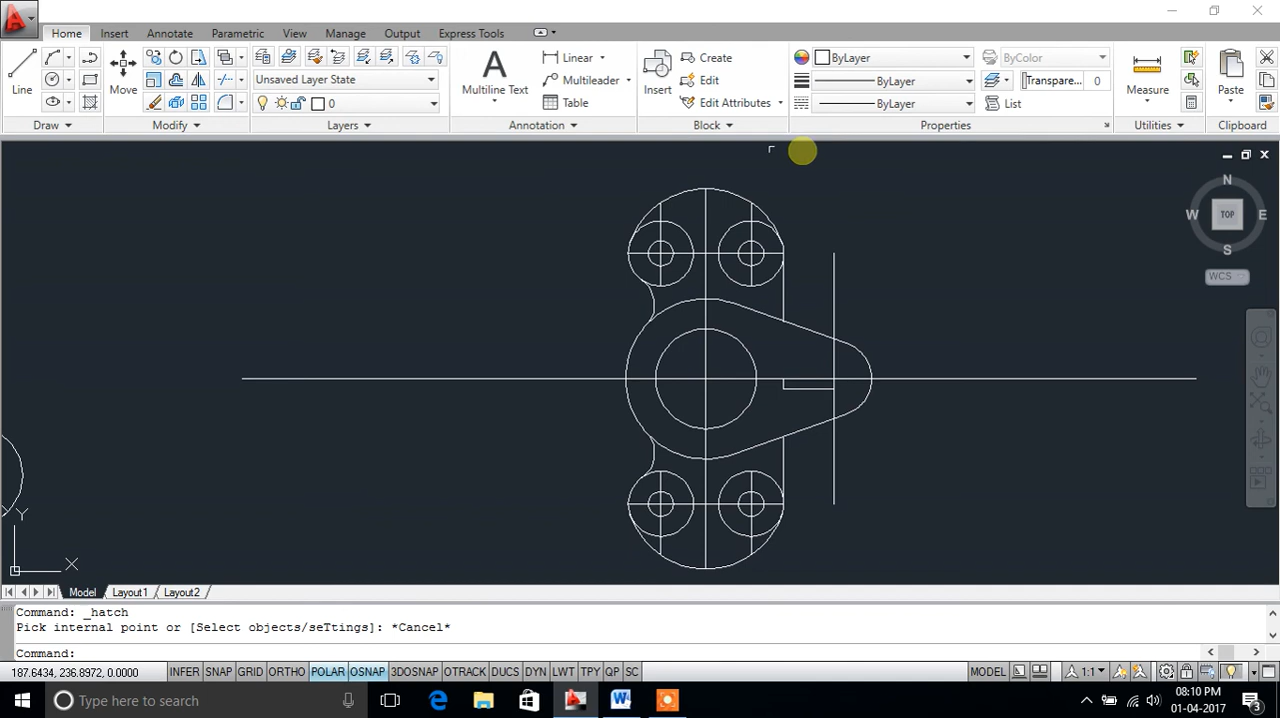 Home Insert Annotate Parametric View Manage Output Express Tools
Line
Move
Unsaved Layer State
0
Multiline Text
Linear
Multileader
Table
Insert
Create
Edit
Edit Attributes
ByLayer
ByLayer
ByLayer
ByColor
Transpare... 0
List
Measure
Paste
Draw Modify Layers Annotation Block Properties Utilities Clipboard
N
W TOP E
S
WCS
Y
X
Model Layout1 Layout2
Command: _hatch
Pick internal point or [Select objects/seTtings]: *Cancel*
Command:
187.6434, 236.8972, 0.0000 INFER SNAP GRID ORTHO POLAR OSNAP 3DOSNAP OTRACK DUCS DYN LWT TPY QP SC MODEL 1:1
Type here to search
08:10 PM
01-04-2017
3